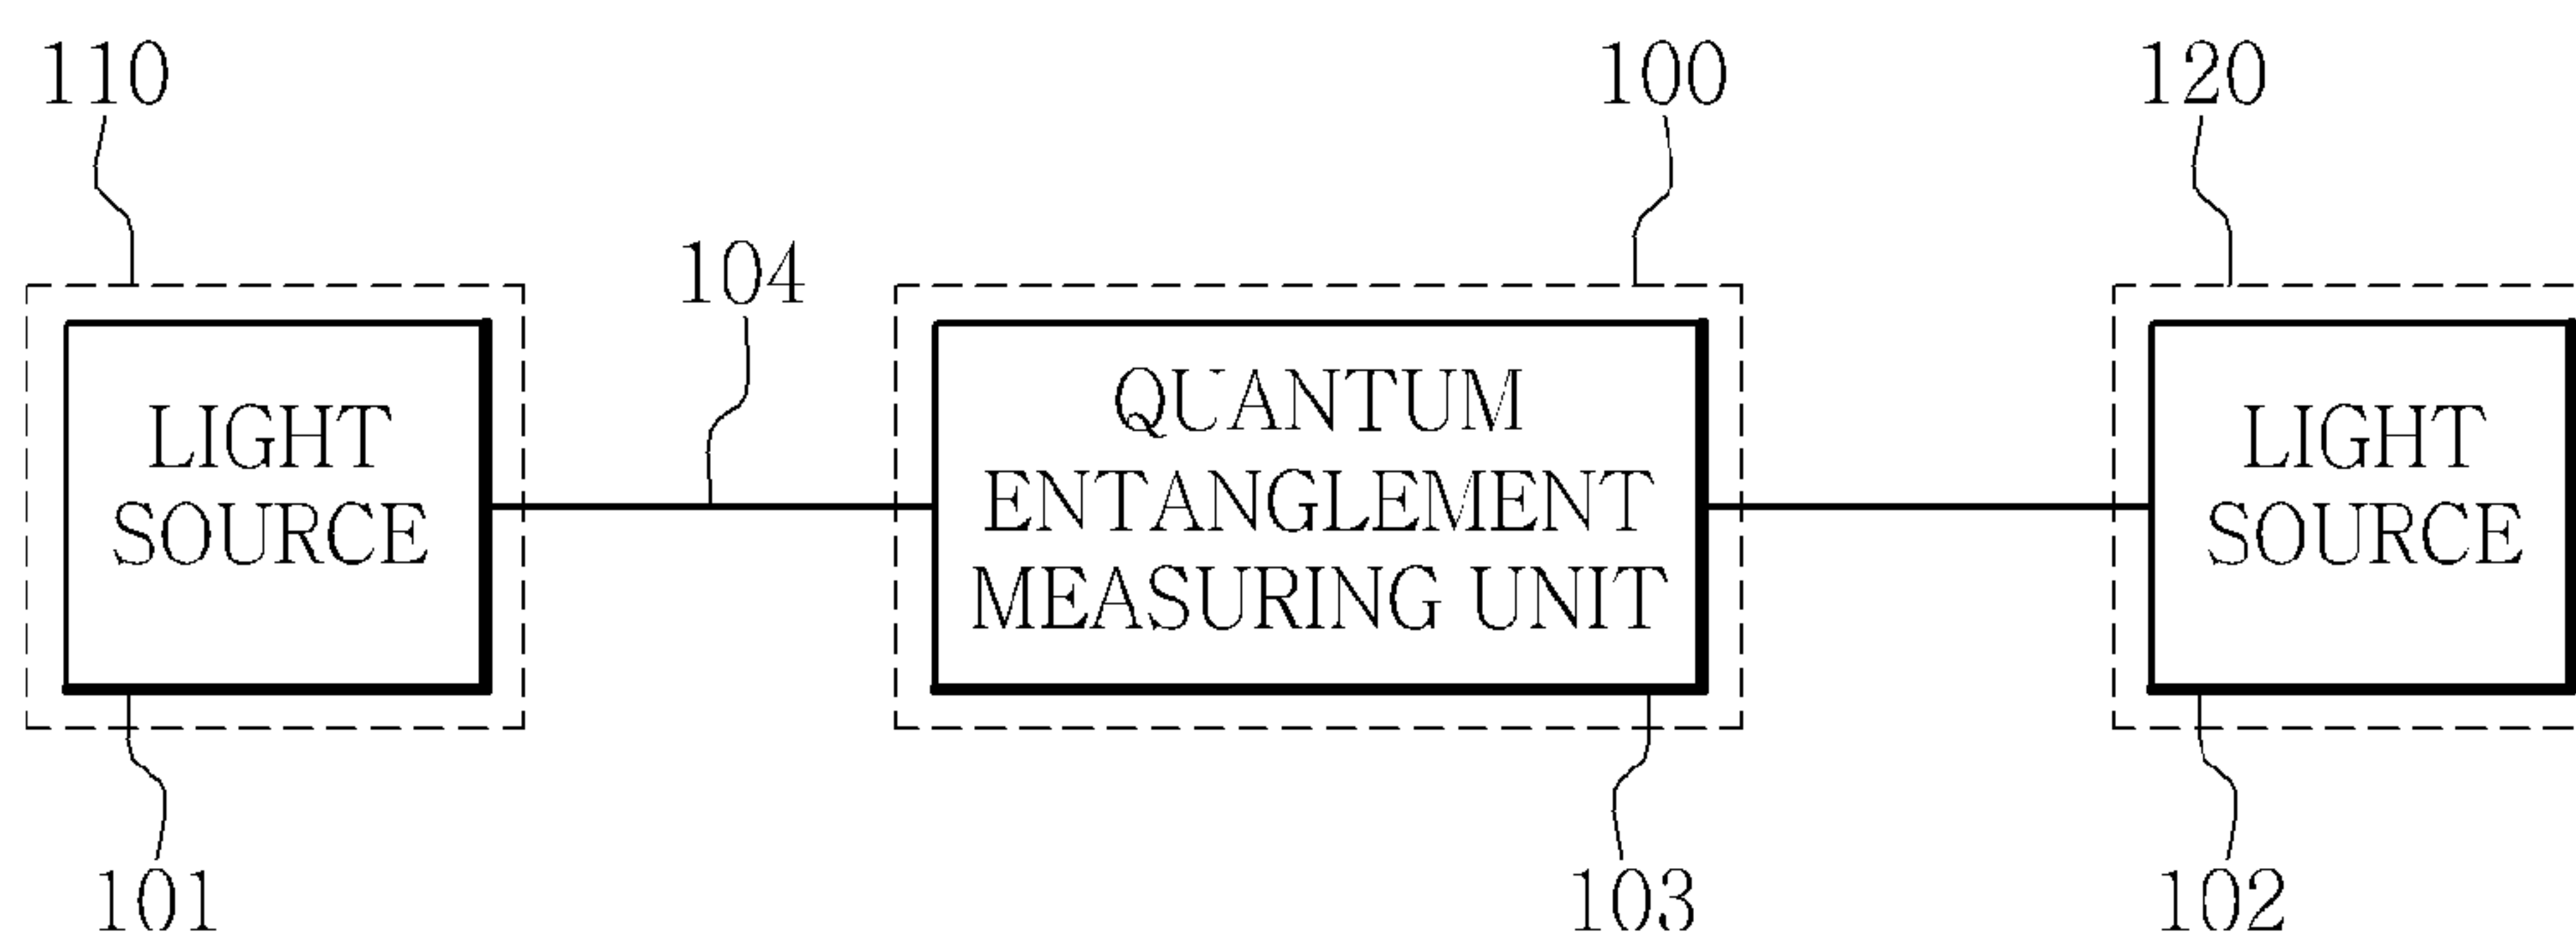 110
100
120
104
LIGHT
SOURCE
QUANTUM
ENTANGLEMENT
MEASURING UNIT
LIGHT
SOURCE
101
103
102